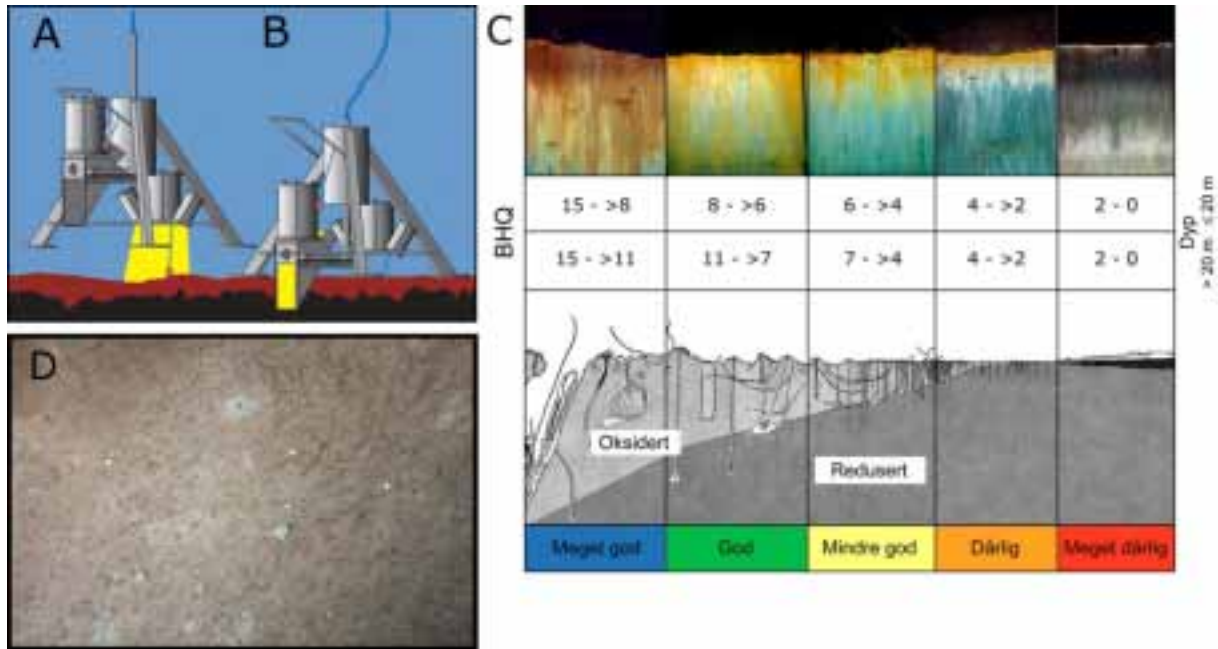 A
B
C
BHQ
15 - >8
8 - >6
6 - >4
4 - >2
2 - 0
15 - >11
11 - >7
7 - >4
4 - >2
2 - 0
Dyp
> 20 m ≤ 20 m
Oksidert
Redusert
Meget god
God
Mindre god
Dårlig
Meget dårlig
D